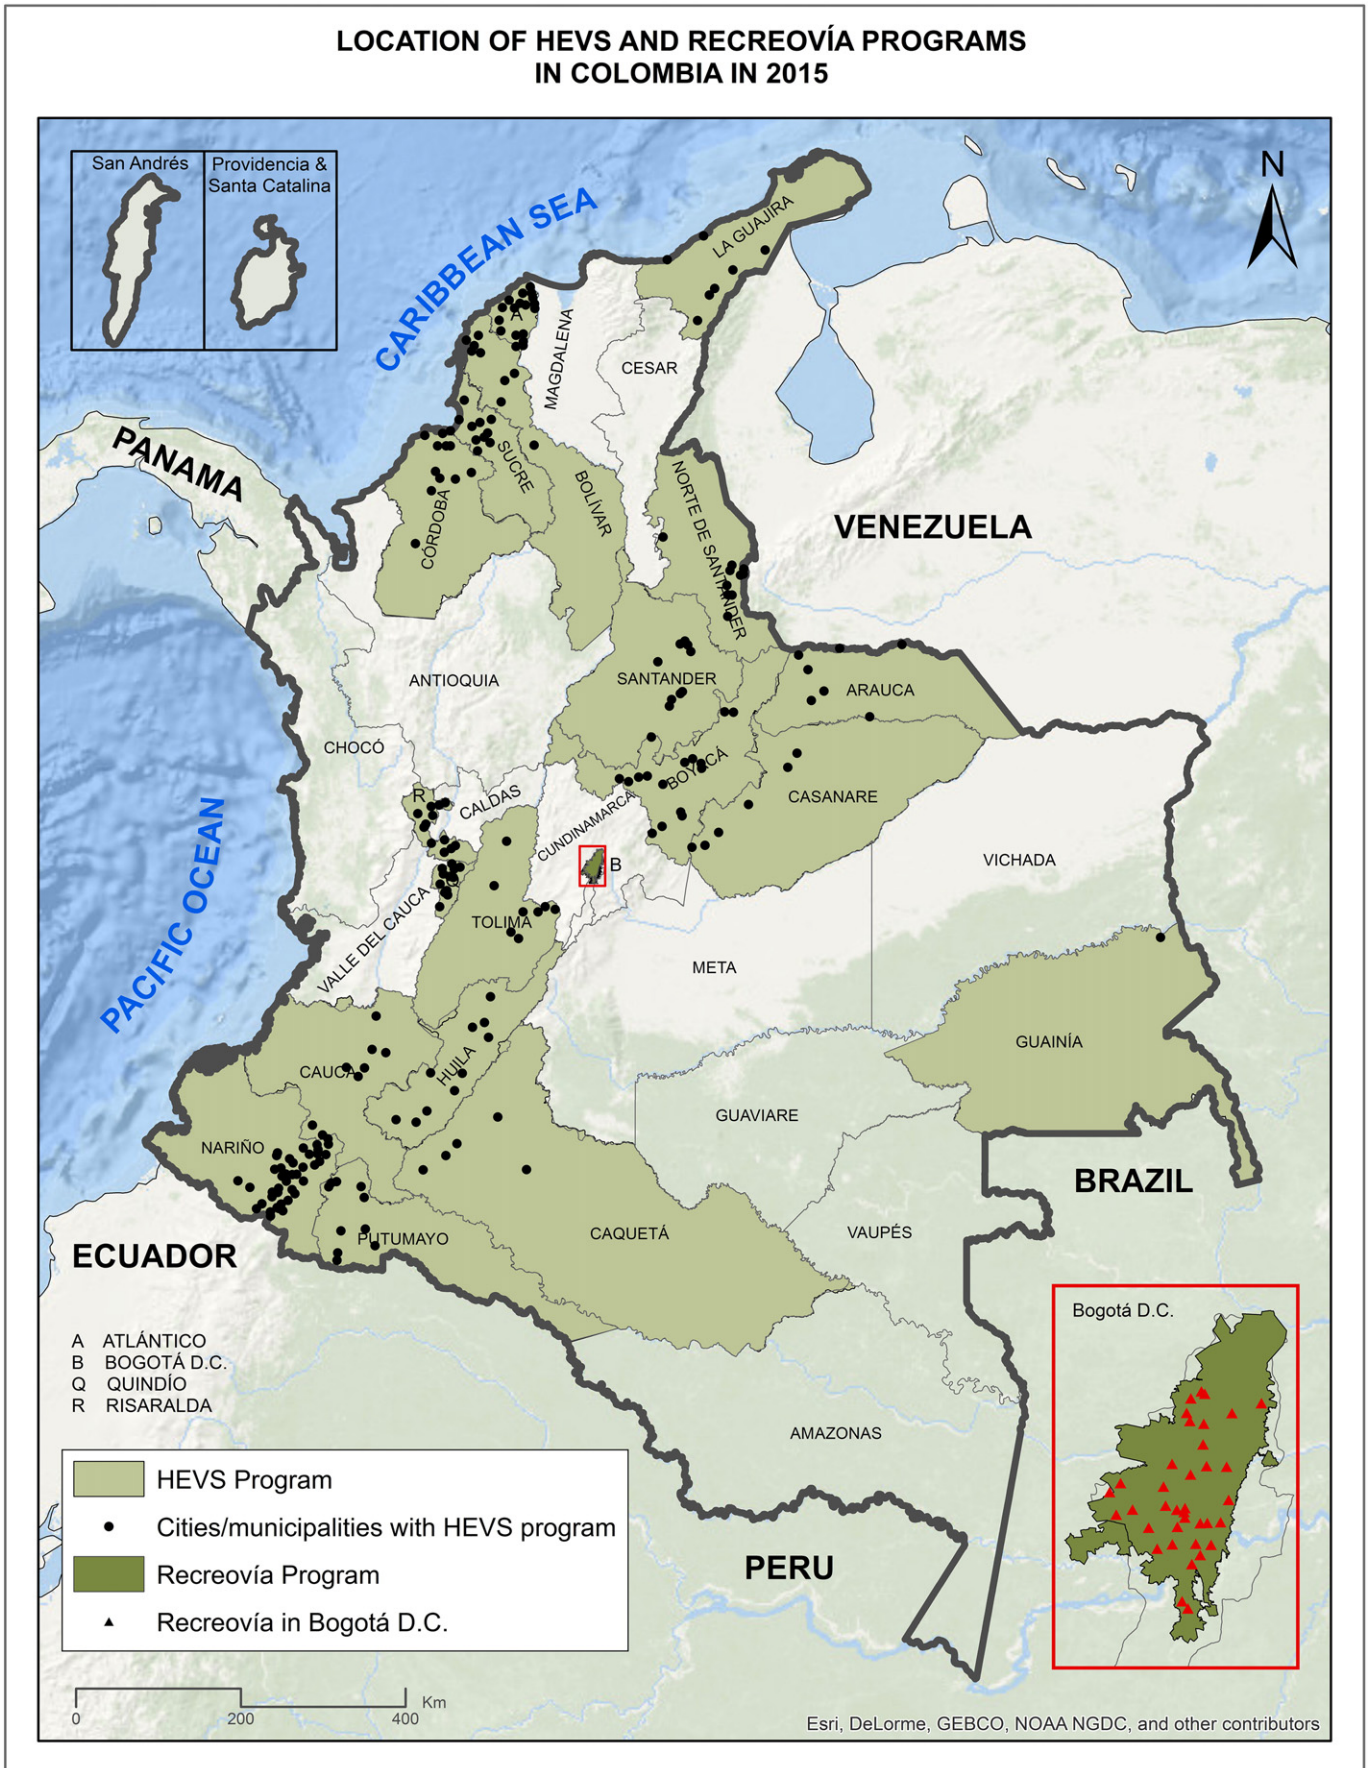 LOCATION OF HEVS AND RECREOVÍA PROGRAMS
IN COLOMBIA IN 2015
San Andrés
Providencia &
Santa Catalina
N
CARIBBEAN SEA
LA GUAJIRA
A
MAGDALENA
CESAR
PANAMA
SUCRE
BOLÍVAR
CÓRDOBA
NORTE DE SANTANDER
VENEZUELA
ANTIOQUIA
SANTANDER
ARAUCA
CHOCÓ
BOYACÁ
CASANARE
R
CALDAS
CUNDINAMARCA
B
VICHADA
PACIFIC OCEAN
VALLE DEL CAUCA
TOLIMA
META
GUAINÍA
CAUCA
HUILA
GUAVIARE
NARIÑO
BRAZIL
VAUPÉS
CAQUETÁ
PUTUMAYO
ECUADOR
Bogotá D.C.
A ATLÁNTICO
B BOGOTÁ D.C.
Q QUINDÍO
R RISARALDA
AMAZONAS
HEVS Program
Cities/municipalities with HEVS program
Recreovía Program
Recreovía in Bogotá D.C.
PERU
Km
0 200 400
Esri, DeLorme, GEBCO, NOAA NGDC, and other contributors